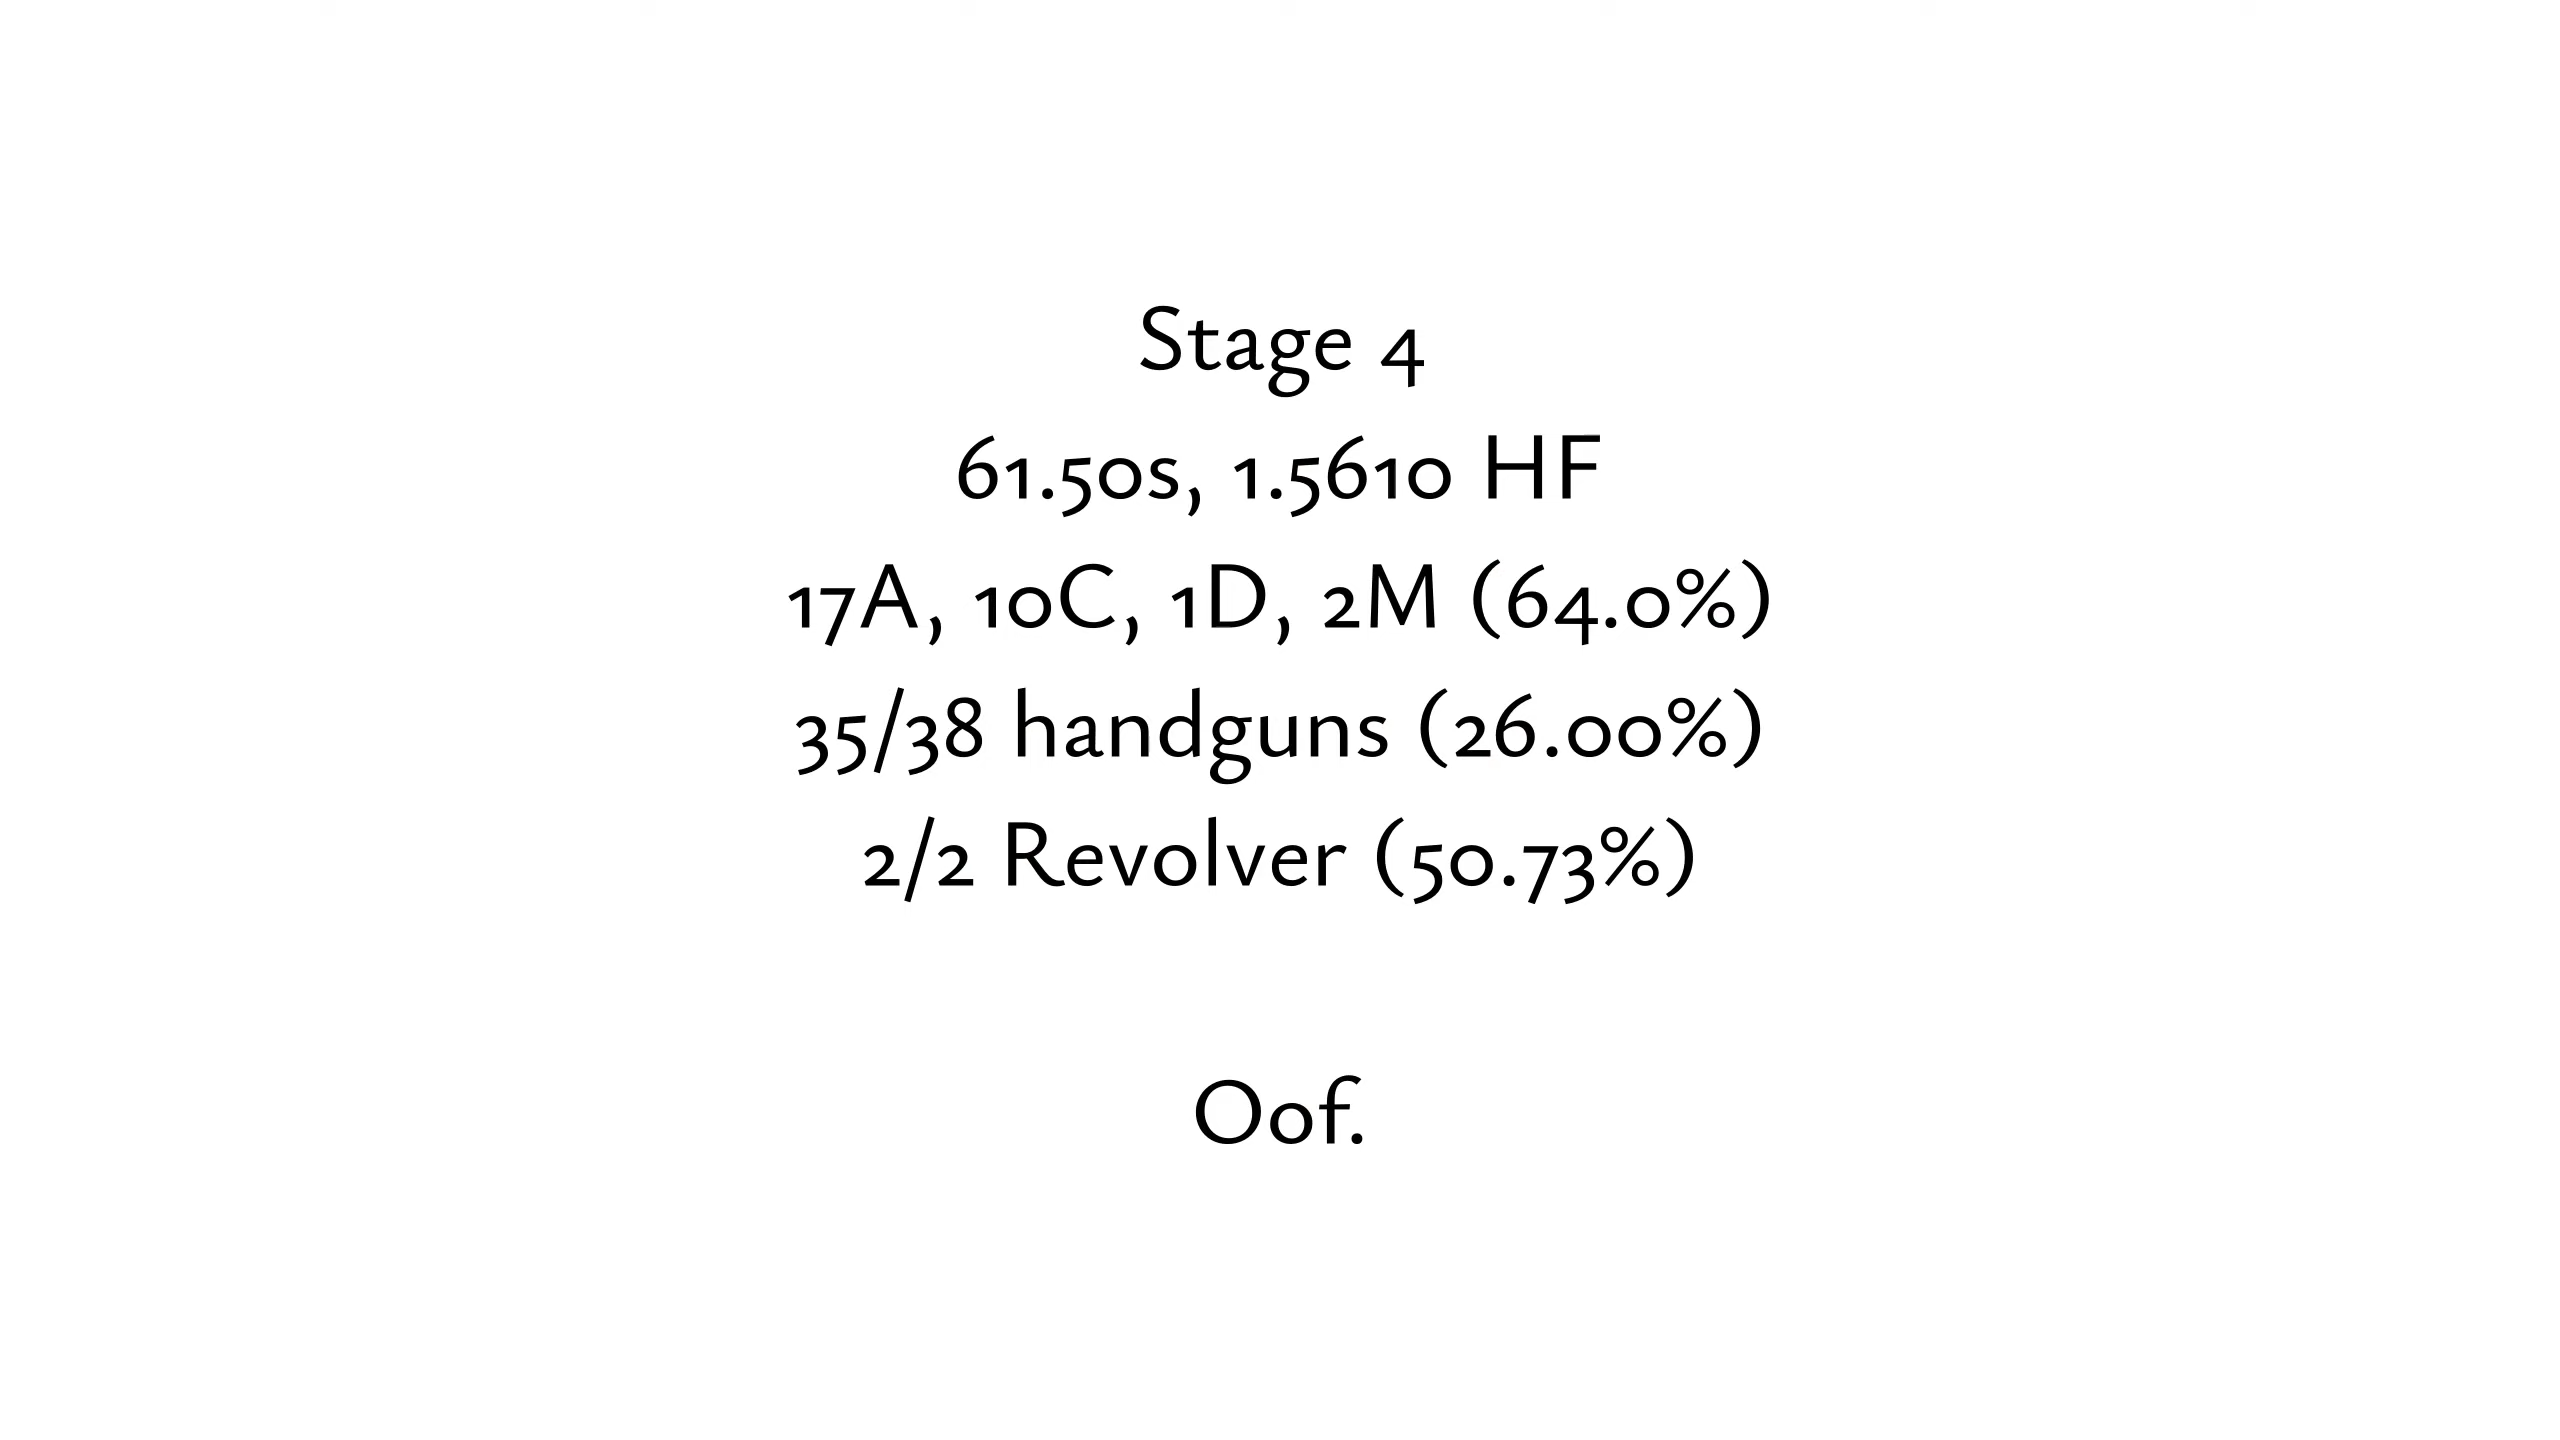 Stage 4
61.50s, 1.5610 HF
17A, 10C, 1D, 2M (64.0%)
35/38 handguns (26.00%)
2/2 Revolver (50.73%)
Oof.